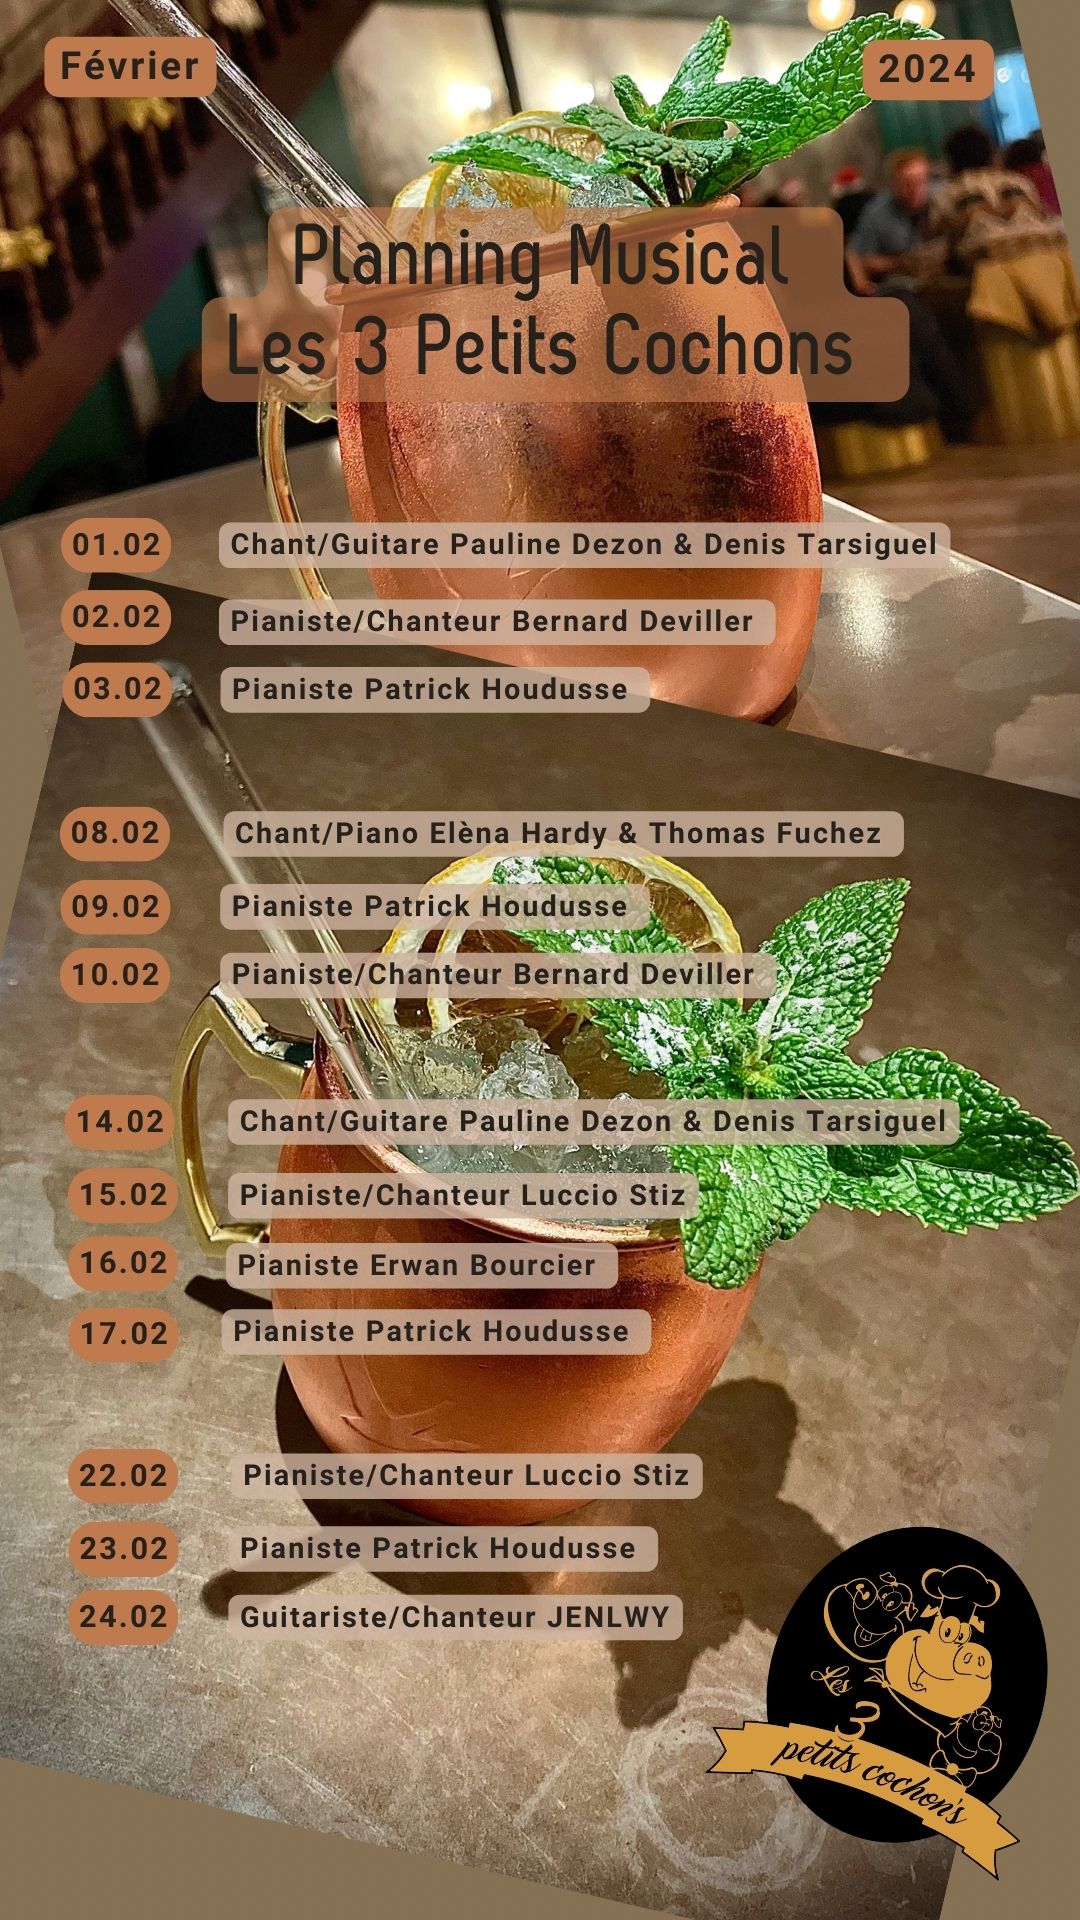 Février
2024
Planning Musical
Les 3 Petits Cochons
01.02 Chant/Guitare Pauline Dezon & Denis Tarsiguel
02.02 Pianiste/Chanteur Bernard Deviller
03.02 Pianiste Patrick Houdusse
08.02 Chant/Piano Elèna Hardy & Thomas Fuchez
09.02 Pianiste Patrick Houdusse
10.02 Pianiste/Chanteur Bernard Deviller
14.02 Chant/Guitare Pauline Dezon & Denis Tarsiguel
15.02 Pianiste/Chanteur Luccio Stiz
16.02 Pianiste Erwan Bourcier
17.02 Pianiste Patrick Houdusse
22.02 Pianiste/Chanteur Luccio Stiz
23.02 Pianiste Patrick Houdusse
24.02 Guitariste/Chanteur JENLWY
Les
3
petits cochon's